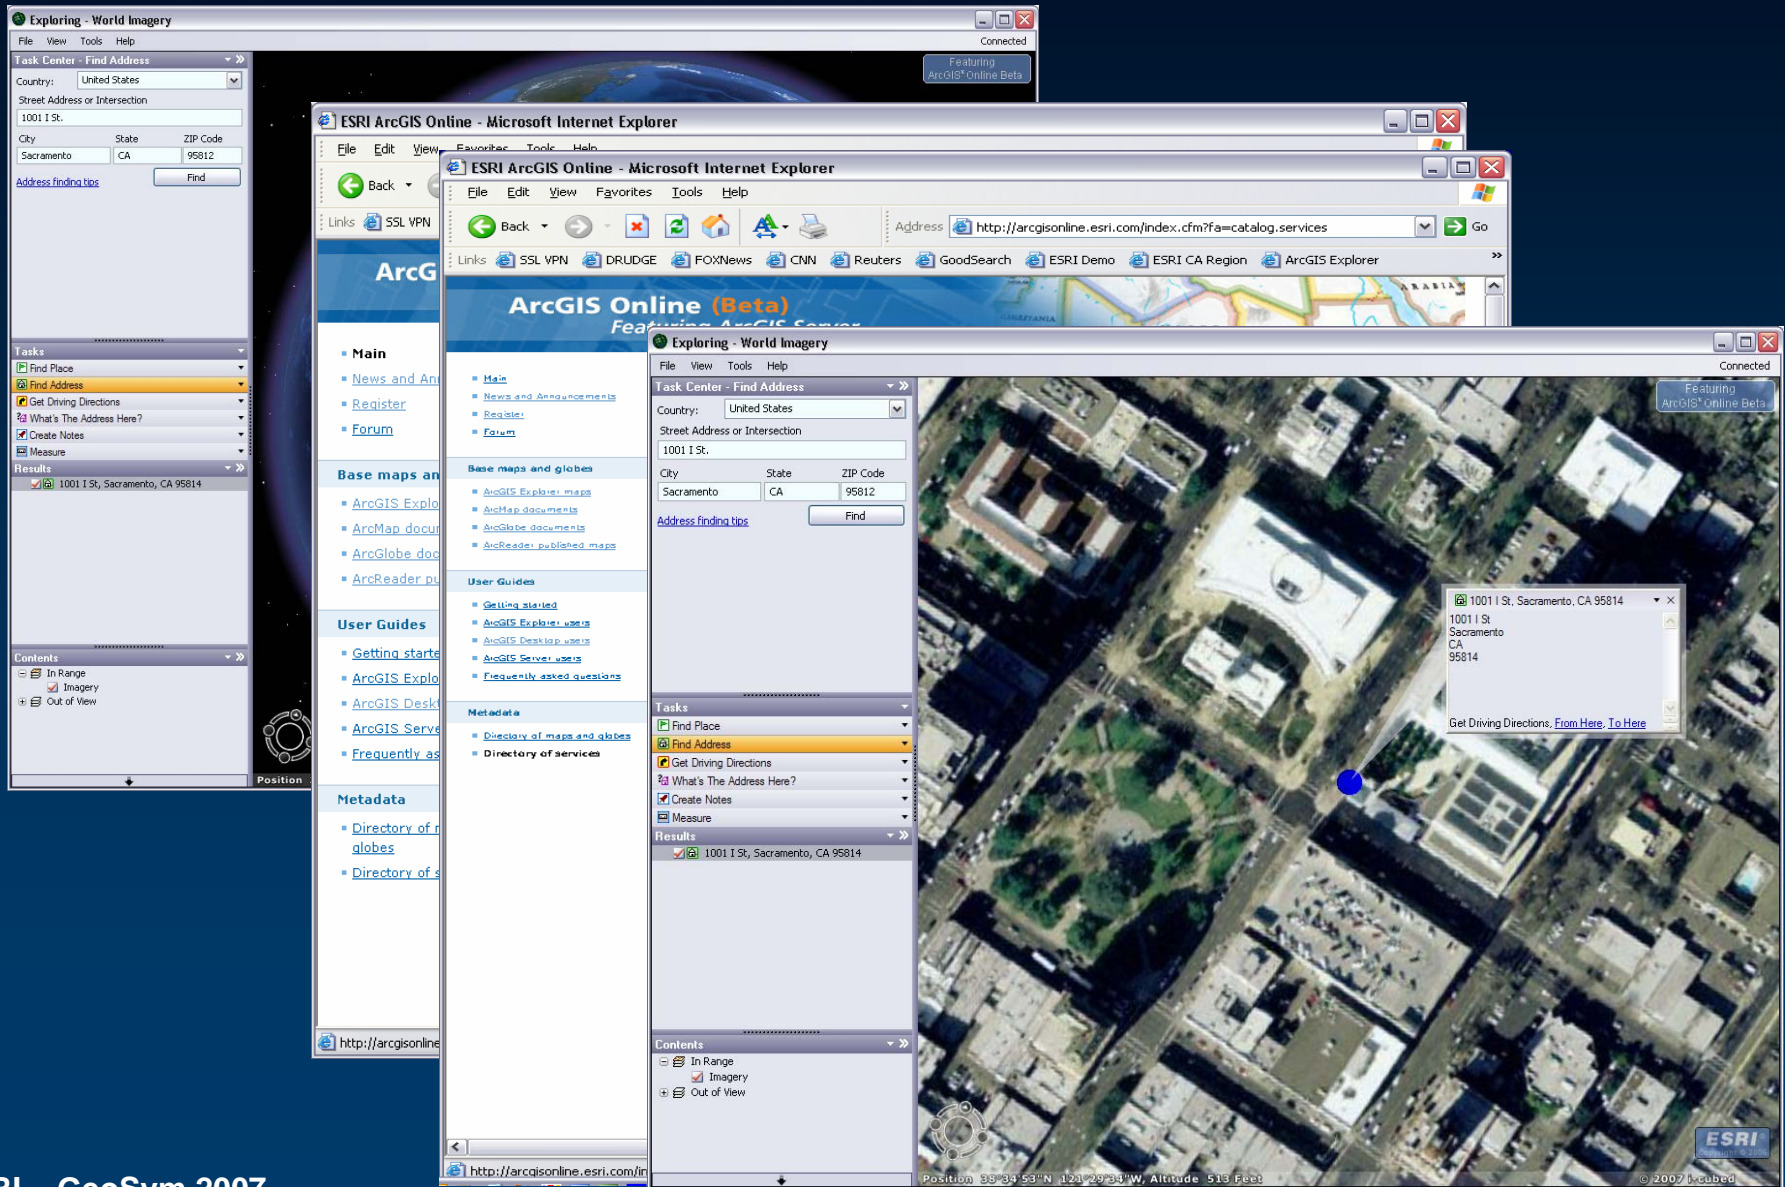 Exploring - World Imagery
File View Tools Help
Connected
Task Center - Find Address
Country: United States
Street Address or Intersection
1001 I St.
City State ZIP Code
Sacramento CA 95812
Address finding tips Find
Tasks
Find Place
Find Address
Get Driving Directions
What's The Address Here?
Create Notes
Measure
Results
1001 I St, Sacramento, CA 95814
Contents
In Range
Imagery
Out of View
Featuring
ArcGIS Online Beta
Position
ESRI ArcGIS Online - Microsoft Internet Explorer
File Edit View Favorites Tools Help
Back
Links SSL VPN
ArcG
Main
News and An
Register
Forum
Base maps an
ArcGIS Explo
ArcMap docu
ArcGlobe doc
ArcReader pu
User Guides
Getting starte
ArcGIS Explo
ArcGIS Deskt
ArcGIS Serve
Frequently as
Metadata
Directory of
globes
Directory of s
http://arcgisonline
ESRI ArcGIS Online - Microsoft Internet Explorer
File Edit View Favorites Tools Help
Back
Address http://arcgisonline.esri.com/index.cfm?fa=catalog.services Go
Links SSL VPN DRUDGE FOXNews CNN Reuters GoodSearch ESRI Demo ESRI CA Region ArcGIS Explorer
ArcGIS Online (Beta)
Featuring ArcGIS Server
ARABIA
Main
News and Announcements
Register
Forum
Base maps and globes
ArcGIS Explorer maps
ArcMap documents
ArcGlobe documents
ArcReader published maps
User Guides
Getting started
ArcGIS Explorer users
ArcGIS Desktop users
ArcGIS Server users
Frequently asked questions
Metadata
Directory of maps and globes
Directory of services
http://arcgisonline.esri.com/in
Exploring - World Imagery
File View Tools Help
Connected
Task Center - Find Address
Country: United States
Street Address or Intersection
1001 I St.
City State ZIP Code
Sacramento CA 95812
Address finding tips Find
Tasks
Find Place
Find Address
Get Driving Directions
What's The Address Here?
Create Notes
Measure
Results
1001 I St, Sacramento, CA 95814
Contents
In Range
Imagery
Out of View
Featuring
ArcGIS Online Beta
1001 I St, Sacramento, CA 95814
1001 I St
Sacramento
CA
95814
Get Driving Directions, From Here, To Here
ESRI
Position 38°34'53"N 121°29'34"W, Altitude 513 Feet
© 2007 i-cubed
GeoSym 2007